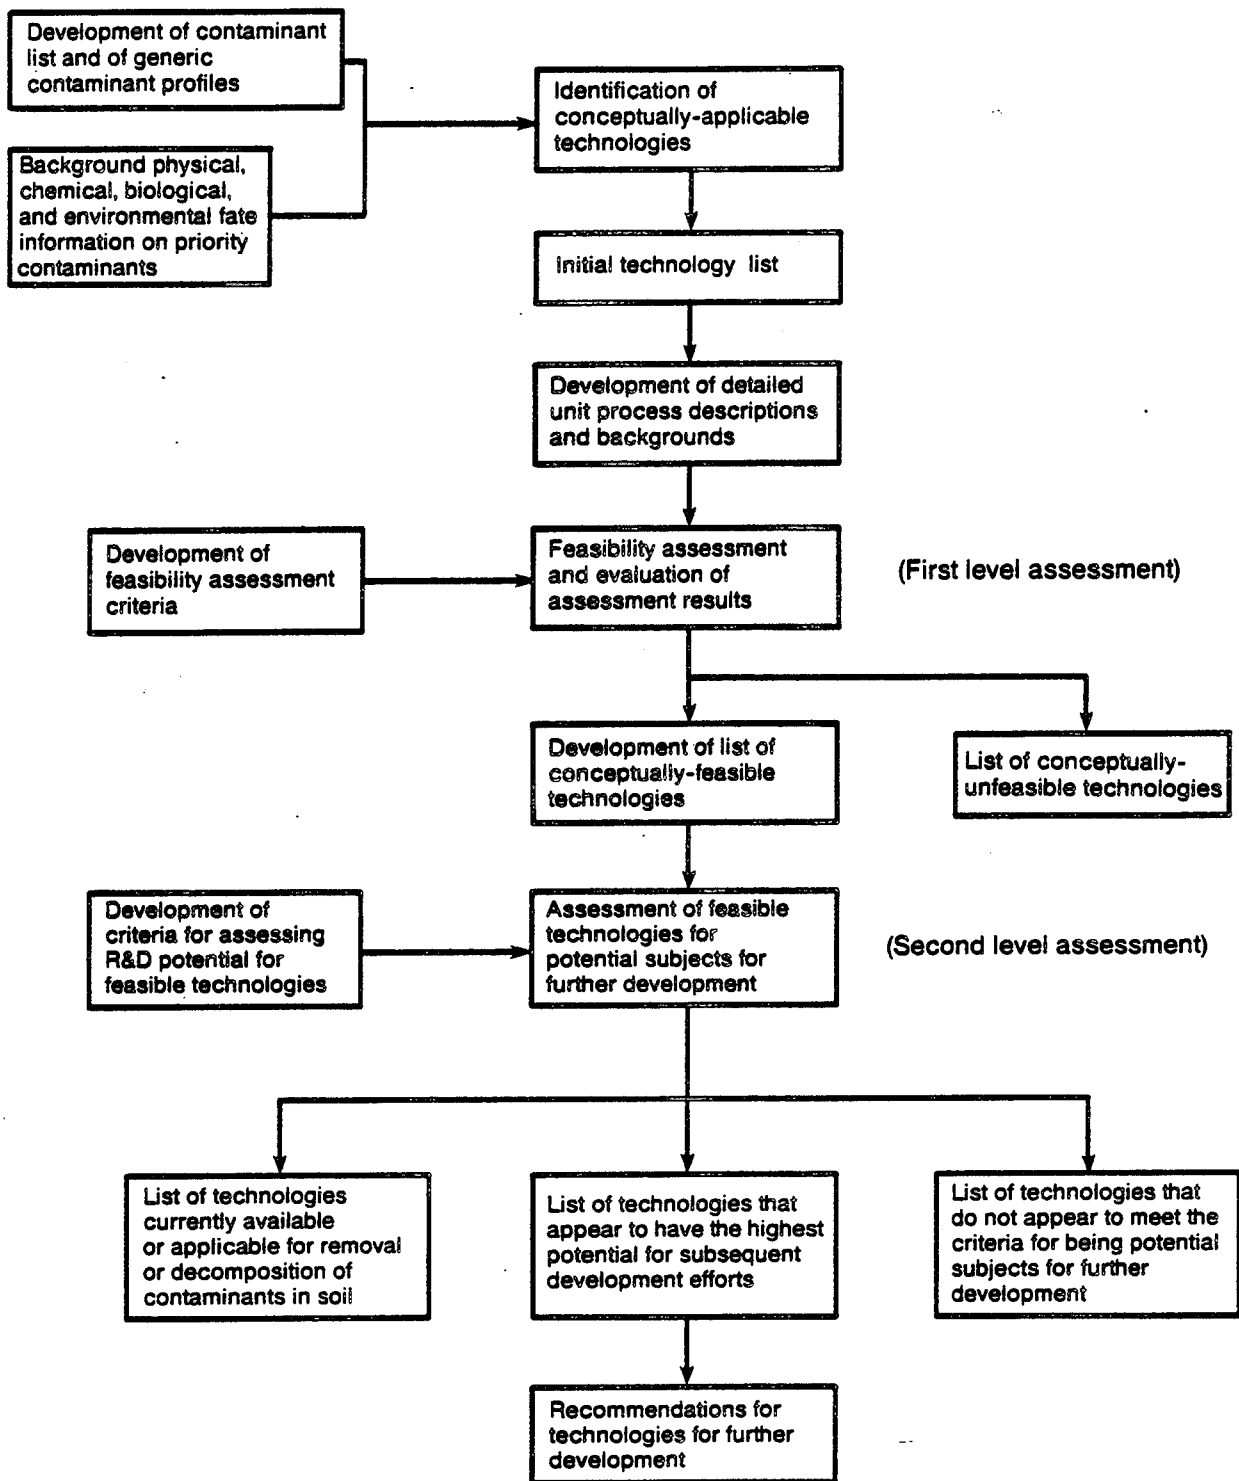 Development of contaminant
list and of generic
contaminant profiles
Identification of
conceptually-applicable
technologies
Background physical,
chemical, biological,
and environmental fate
information on priority
contaminants
Initial technology list
Development of detailed
unit process descriptions
and backgrounds
Development of
feasibility assessment
criteria
Feasibility assessment
and evaluation of
assessment results
(First level assessment)
Development of list of
conceptually-feasible
technologies
List of conceptually-
unfeasible technologies
Development of
criteria for assessing
R&D potential for
feasible technologies
Assessment of feasible
technologies for
potential subjects for
further development
(Second level assessment)
List of technologies
currently available
or applicable for removal
or decomposition of
contaminants in soil
List of technologies that
appear to have the highest
potential for subsequent
development efforts
List of technologies that
do not appear to meet the
criteria for being potential
subjects for further
development
Recommendations for
technologies for further
development